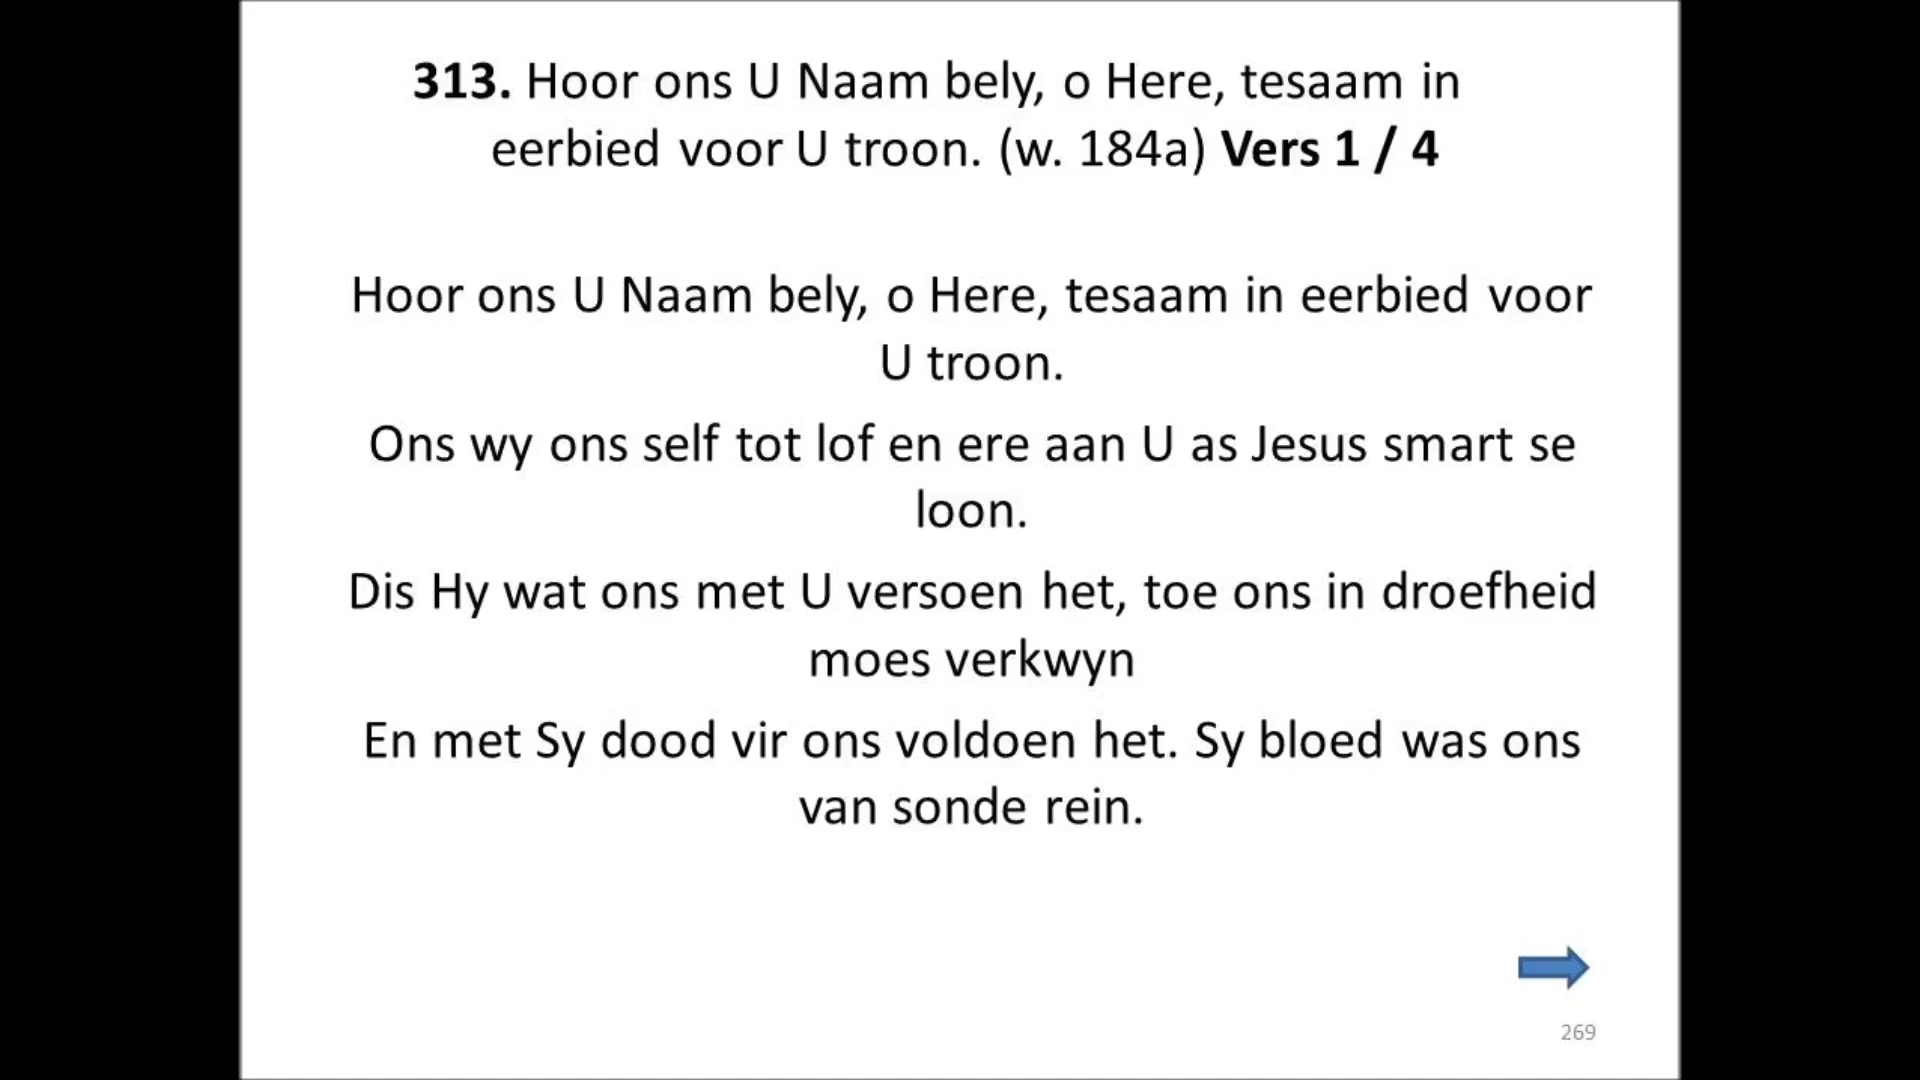 313. Hoor ons U Naam bely, o Here, tesaam in
eerbied voor U troon. (w. 184a) Vers 1 / 4
Hoor ons U Naam bely, o Here, tesaam in eerbied voor
U troon.
Ons wy ons self tot lof en ere aan U as Jesus smart se
loon.
Dis Hy wat ons met U versoen het, toe ons in droefheid
moes verkwyn
En met Sy dood vir ons voldoen het. Sy bloed was ons
van sonde rein.
269